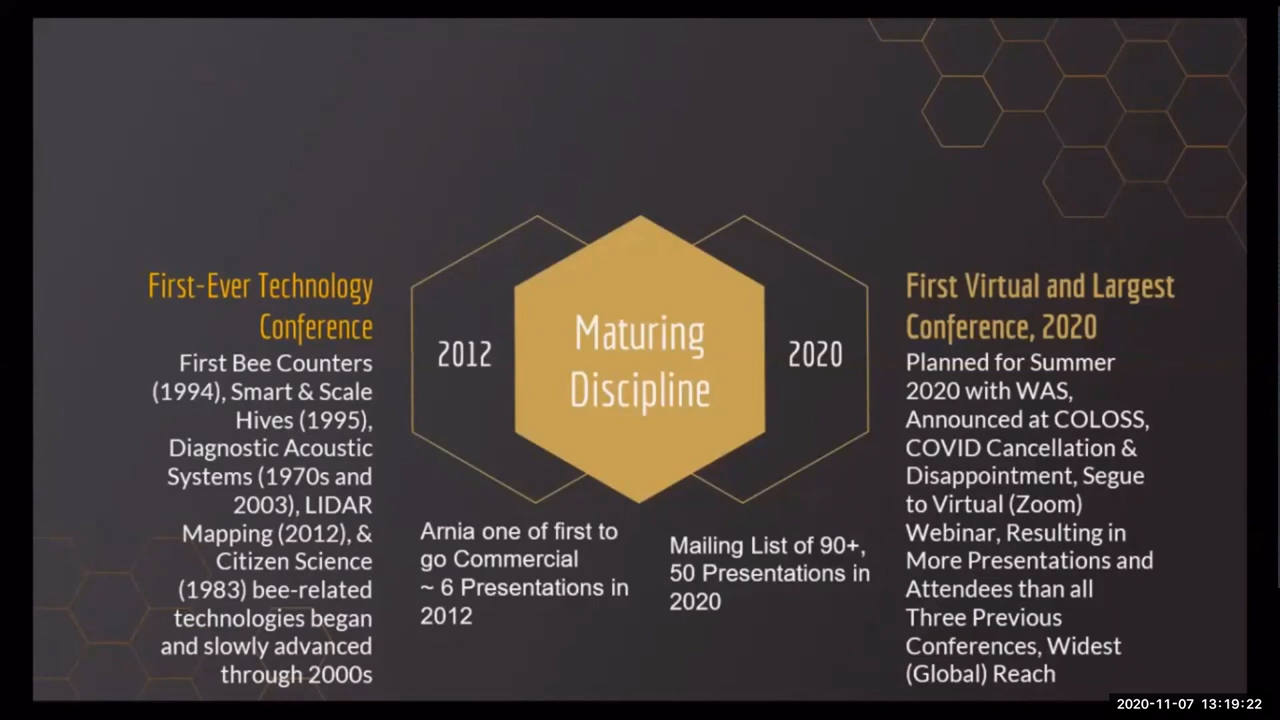 First-Ever Technology
Conference
First Bee Counters
(1994), Smart & Scale
Hives (1995),
Diagnostic Acoustic
Systems (1970s and
2003), LIDAR
Mapping (2012), &
Citizen Science
(1983) bee-related
technologies began
and slowly advanced
through 2000s
2012
Maturing
Discipline
2020
Arnia one of first to
go Commercial
~ 6 Presentations in
2012
Mailing List of 90+,
50 Presentations in
2020
First Virtual and Largest
Conference, 2020
Planned for Summer
2020 with WAS,
Announced at COLOSS,
COVID Cancellation &
Disappointment, Segue
to Virtual (Zoom)
Webinar, Resulting in
More Presentations and
Attendees than all
Three Previous
Conferences, Widest
(Global) Reach
2020-11-07 13:19:22